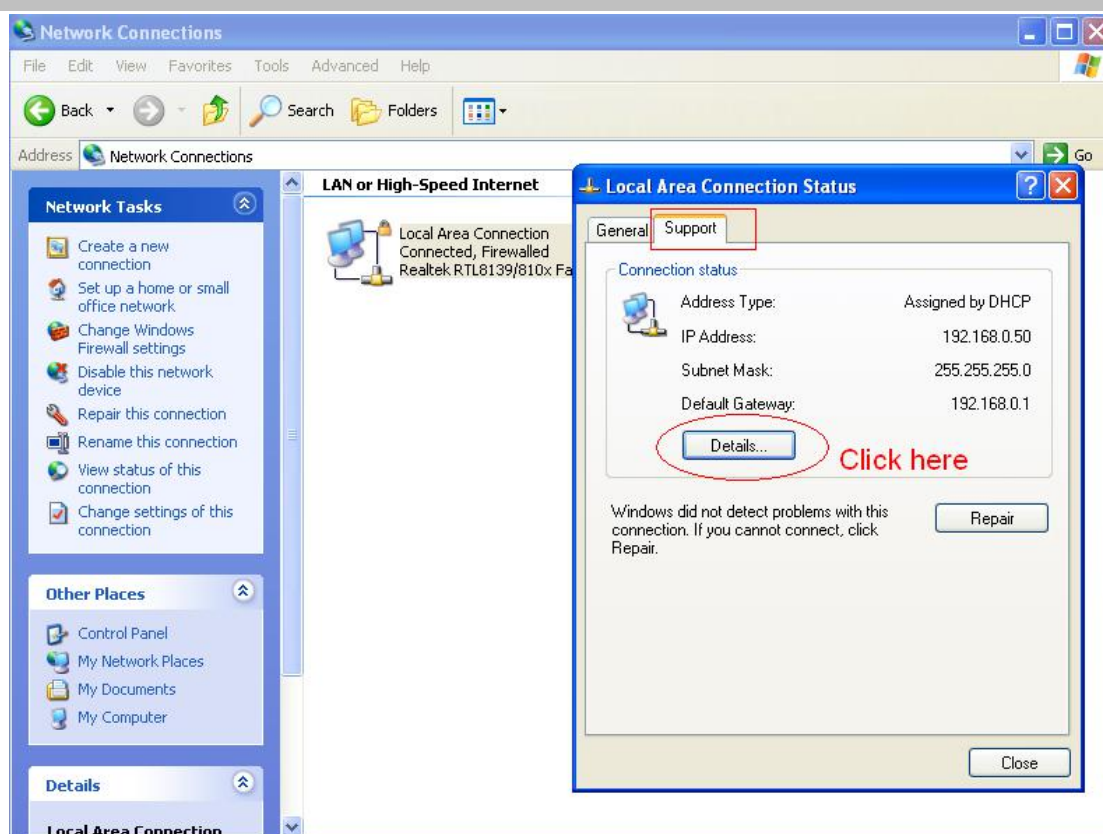 Network Connections
File Edit View Favorites Tools Advanced Help
Back Search Folders
Address Network Connections Go
Network Tasks
Create a new
connection
Set up a home or small
office network
Change Windows
Firewall settings
Disable this network
device
Repair this connection
Rename this connection
View status of this
connection
Change settings of this
connection
Other Places
Control Panel
My Network Places
My Documents
My Computer
Details
Local Area Connection
LAN or High-Speed Internet
Local Area Connection
Connected, Firewalled
Realtek RTL8139/810x Fa
Local Area Connection Status
General Support
Connection status
Address Type: Assigned by DHCP
IP Address: 192.168.0.50
Subnet Mask: 255.255.255.0
Default Gateway: 192.168.0.1
Details... Click here
Windows did not detect problems with this
connection. If you cannot connect, click
Repair.
Repair
Close